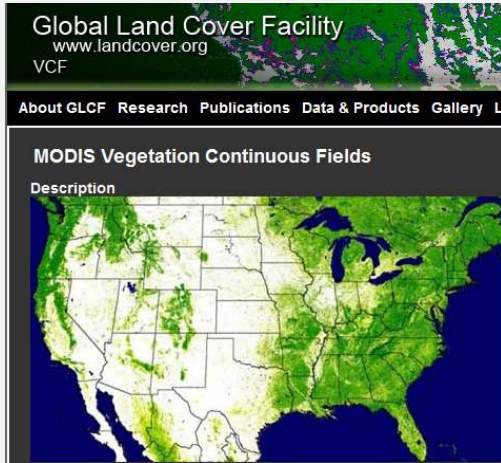 Global Land Cover Facility
www.landcover.org
VCF
About GLCF Research Publications Data & Products Gallery L
MODIS Vegetation Continuous Fields
Description